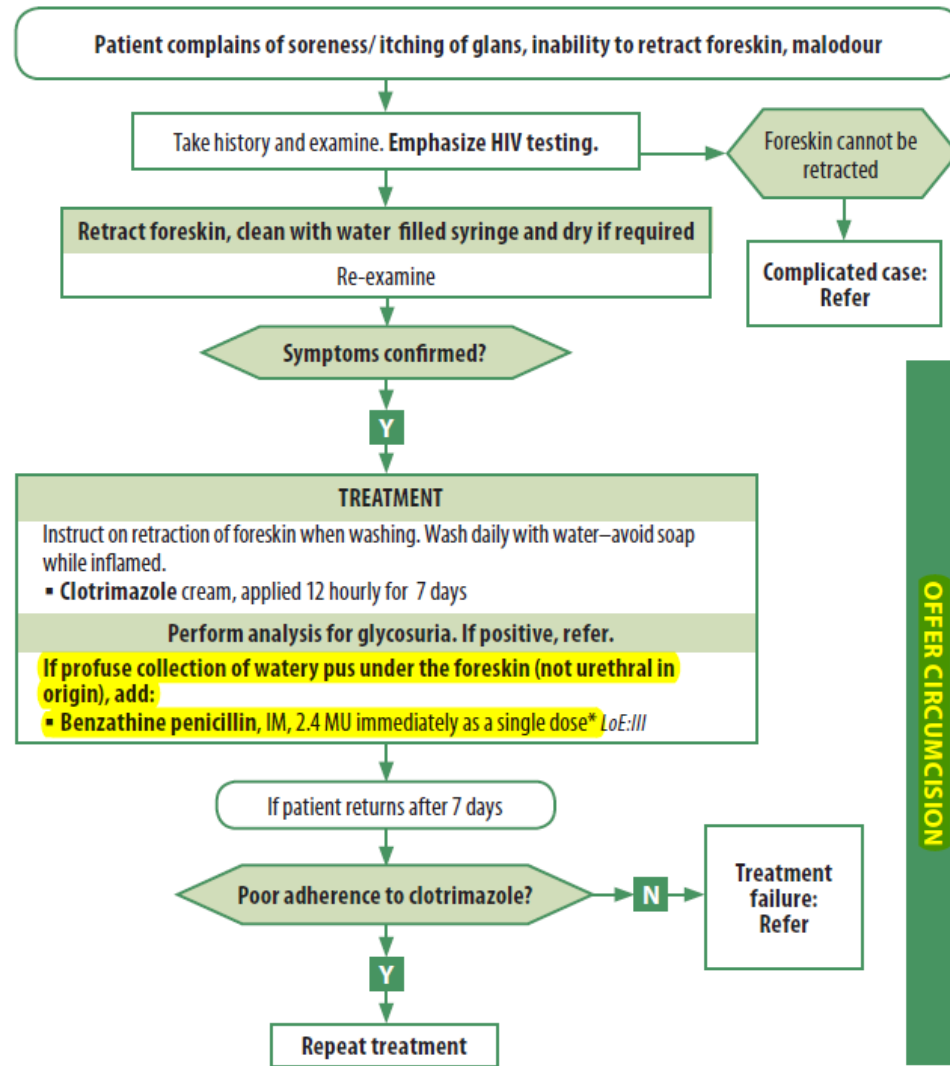 Patient complains of soreness/ itching of glans, inability to retract foreskin, malodour
Take history and examine. Emphasize HIV testing.
Foreskin cannot be
retracted
Complicated case:
Refer
Retract foreskin, clean with water filled syringe and dry if required
Re-examine
Symptoms confirmed?
Y
TREATMENT
Instruct on retraction of foreskin when washing. Wash daily with water–avoid soap
while inflamed.
▪ Clotrimazole cream, applied 12 hourly for 7 days
Perform analysis for glycosuria. If positive, refer.
If profuse collection of watery pus under the foreskin (not urethral in
origin), add:
▪ Benzathine penicillin, IM, 2.4 MU immediately as a single dose* LoE:III
If patient returns after 7 days
Poor adherence to clotrimazole?
N
Treatment
failure:
Refer
Y
Repeat treatment
OFFER CIRCUMCISION